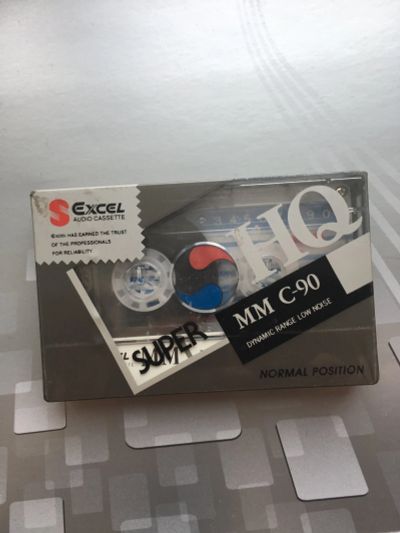 S EXCEL
AUDIO CASSETTE
EXCEL HAS EARNED THE TRUST
OF THE PROFESSIONALS
FOR RELIABILITY
HQ
MM C-90
DYNAMIC RANGE LOW NOISE
SUPER
NORMAL POSITION